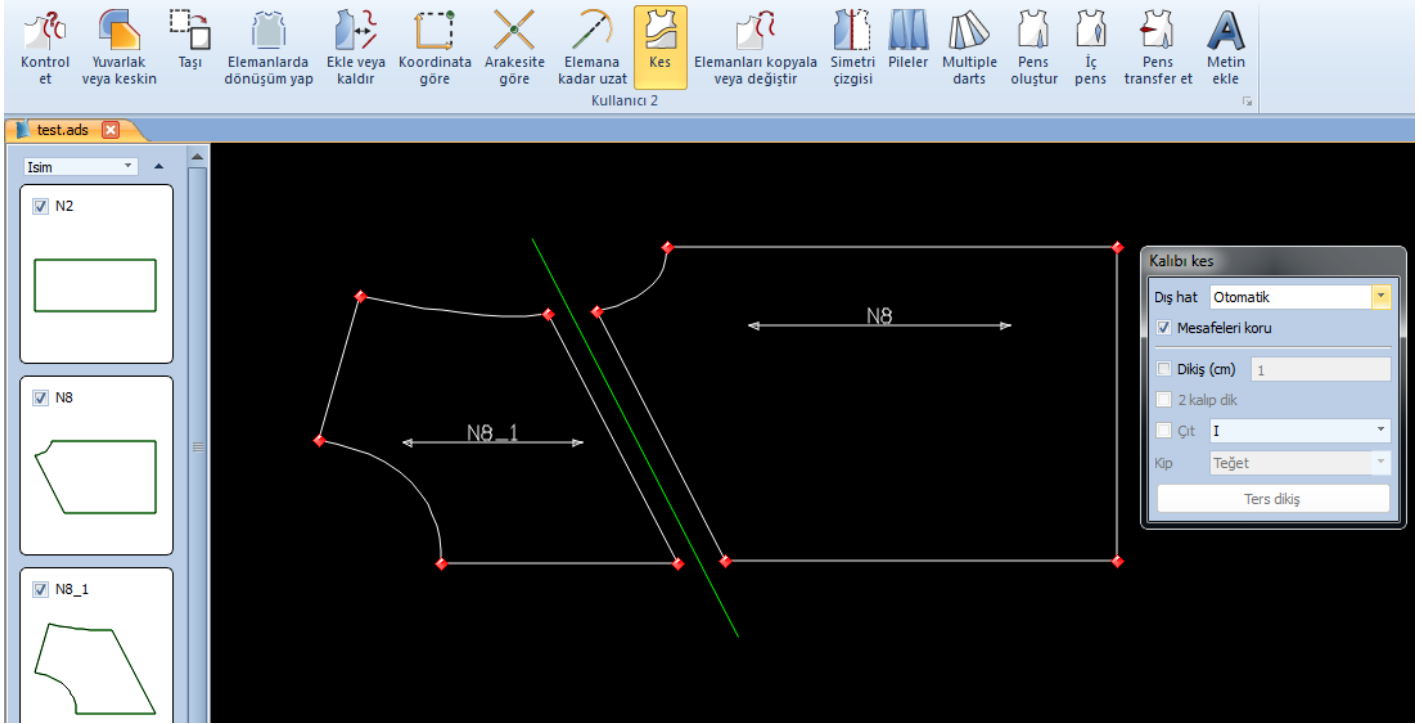 Kontrol
et
Yuvarlak
veya keskin
Taşı
Elemanlarda
dönüşüm yap
Ekle veya
kaldır
Koordinata
göre
Arakesite
göre
Elemana
kadar uzat
Kes
Elemanları kopyala
veya değiştir
Simetri
çizgisi
Pileler
Multiple
darts
Pens
oluştur
İç
pens
Pens
transfer et
Metin
ekle
Kullanıcı 2
test.ads
Isim
N2
N8
N8_1
N8
N8_1
Kalıbı kes
Dış hat Otomatik
Mesafeleri koru
Dikiş (cm) 1
2 kalıp dik
Çıt I
Kip Teğet
Ters dikiş